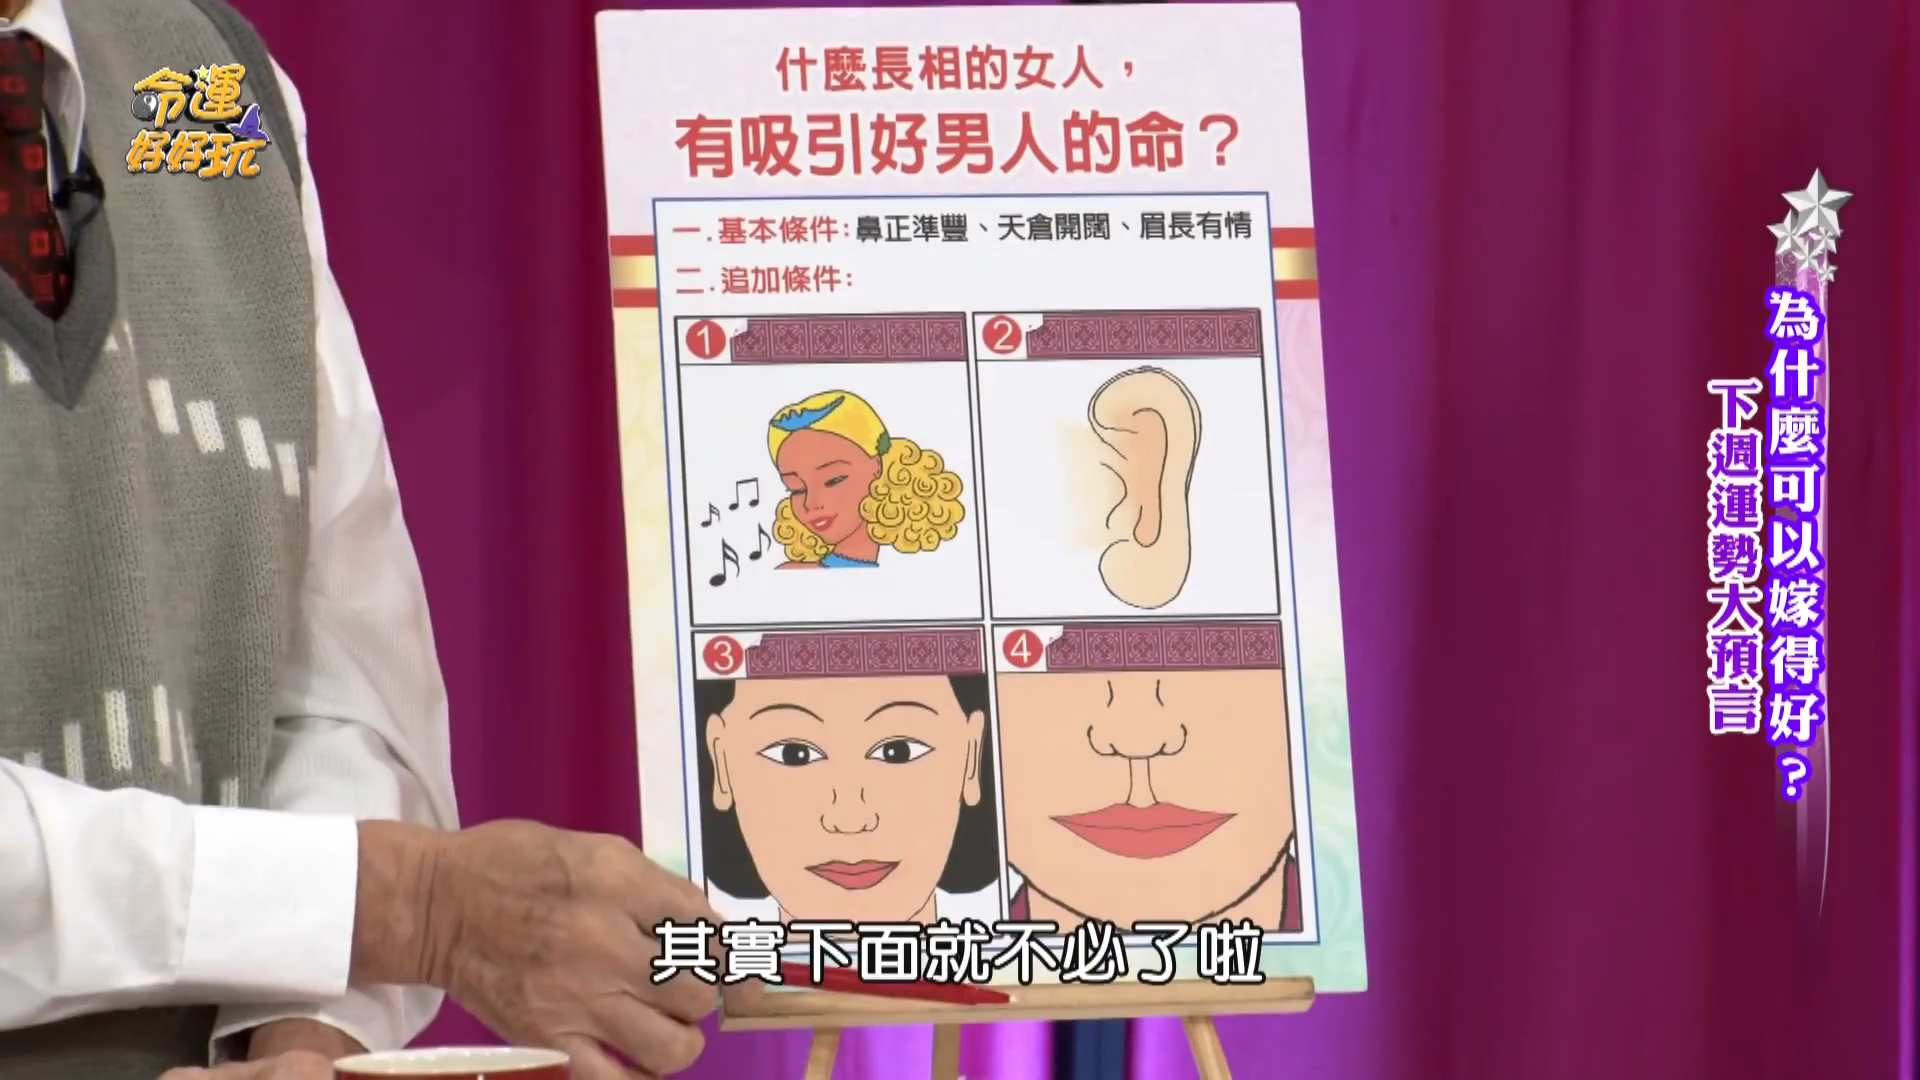 命運
好好玩
什麼長相的女人，
有吸引好男人的命？
一.基本條件:鼻正準豐、天倉開闊、眉長有情
二.追加條件:
1
2
3
4
為什麼可以嫁得好？
下週運勢大預言
其實下面就不必了啦